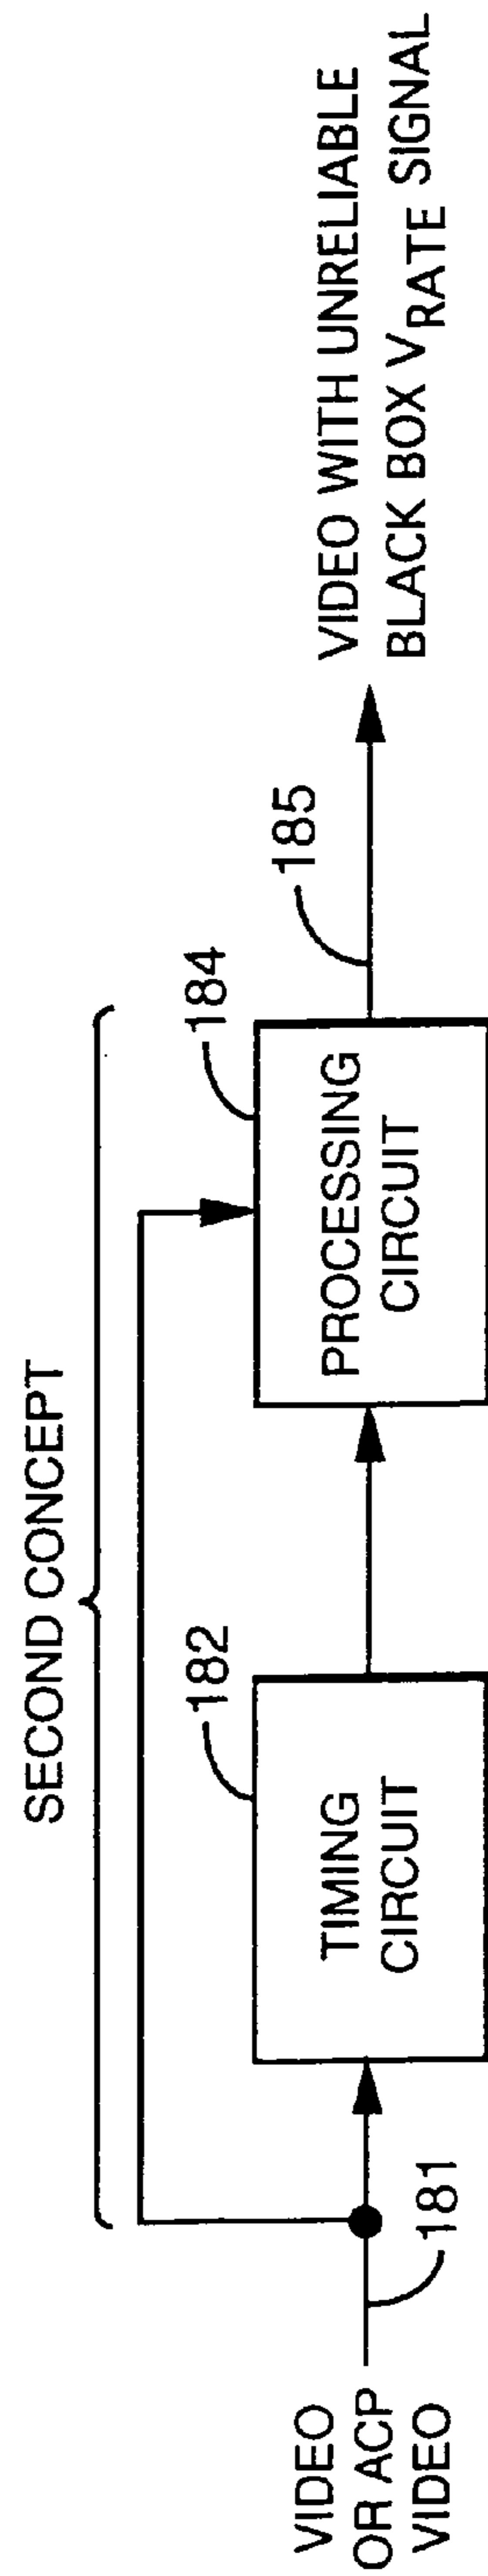 SECOND CONCEPT
VIDEO
OR ACP
VIDEO
181
TIMING
CIRCUIT
182
PROCESSING
CIRCUIT
184
185
VIDEO WITH UNRELIABLE
BLACK BOX VRATE SIGNAL